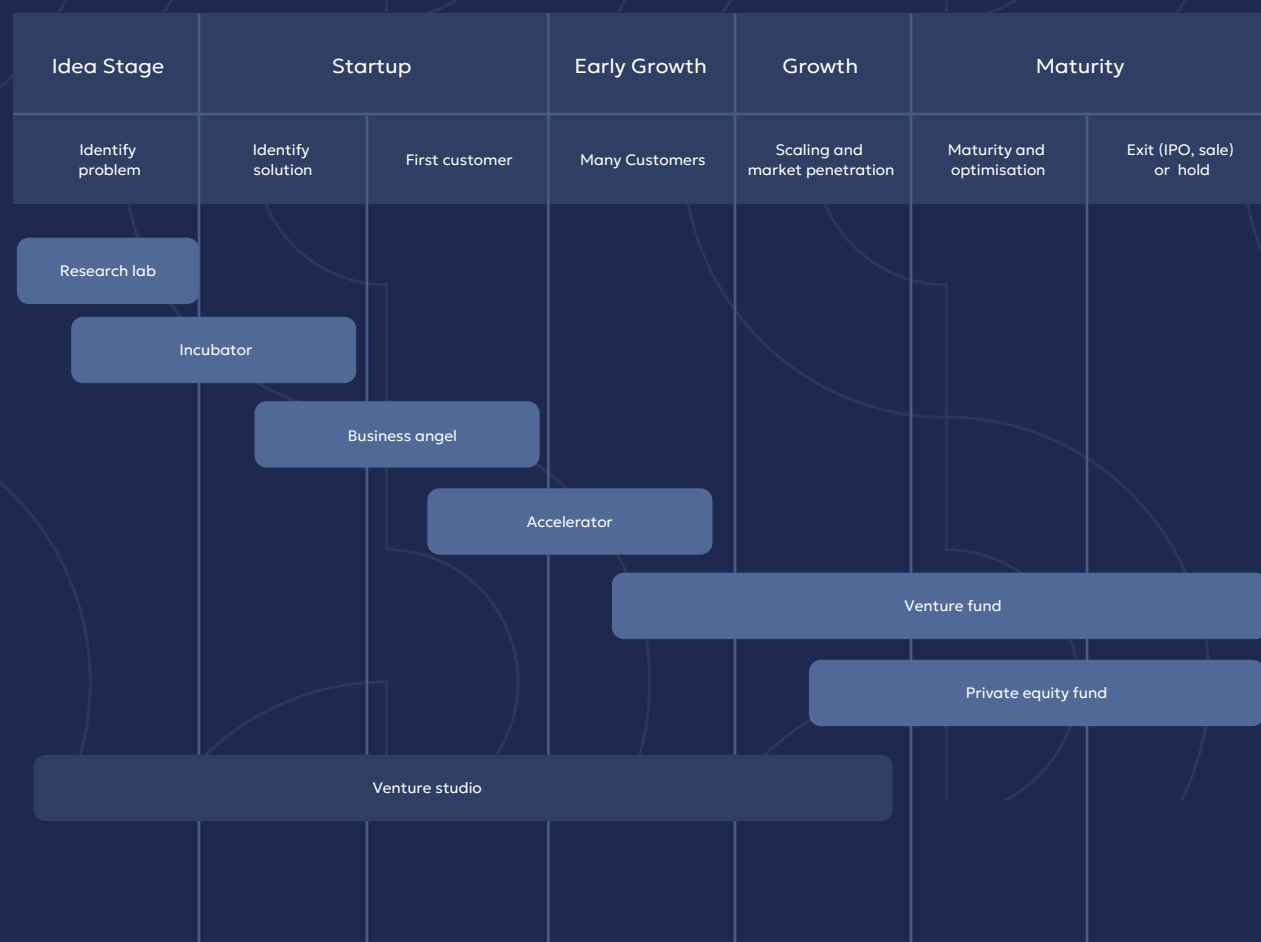 Idea Stage
Startup
Early Growth
Growth
Maturity
Identify
problem
Identify
solution
First customer
Many Customers
Scaling and
market penetration
Maturity and
optimisation
Exit (IPO, sale)
or hold
Research lab
Incubator
Business angel
Accelerator
Venture fund
Private equity fund
Venture studio